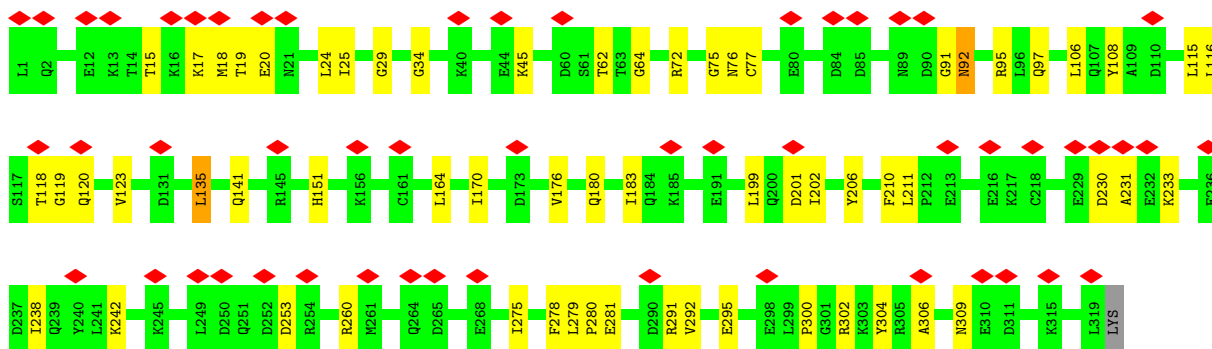 L1 Q2 E12 K13 T14 T15 K16 K17 M18 T19 E20 N21 L24 I25 G29 G34 K40 E44 K45 D60 S61 T62 T63 G64 R72 G75 N76 C77 E80 D84 D85 N89 D90 G91 N92 R95 L96 Q97 L106 Q107 Y108 A109 D110 L115 L116
S117 T118 G119 Q120 V123 D131 L135 Q141 R145 H151 K156 C161 L164 I170 D173 V176 Q180 I183 Q184 K185 E191 L199 Q200 D201 I202 Y206 F210 L211 P212 E213 E216 K217 C218 E229 D230 A231 E232 K233 E236
D237 I238 Q239 Y240 L241 K242 K245 L249 D250 Q251 D252 D253 R254 R260 M261 Q264 D265 E268 I275 F278 L279 P280 E281 D290 R291 V292 E295 E298 L299 P300 G301 R302 K303 Y304 R305 A306 N309 E310 D311 K315 L319 LYS